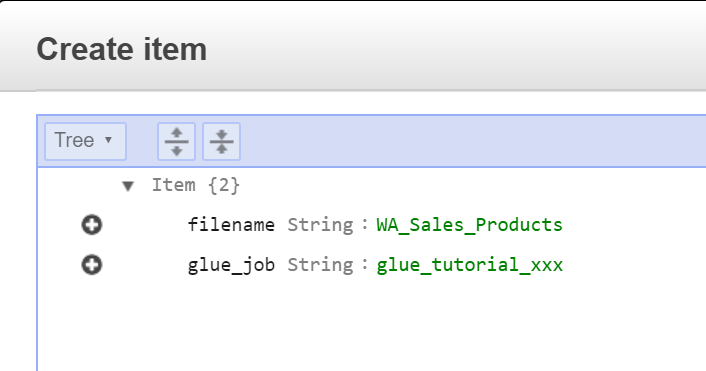 Create item
Tree
Item {2}
filename String : WA_Sales_Products
glue_job String : glue_tutorial_xxx